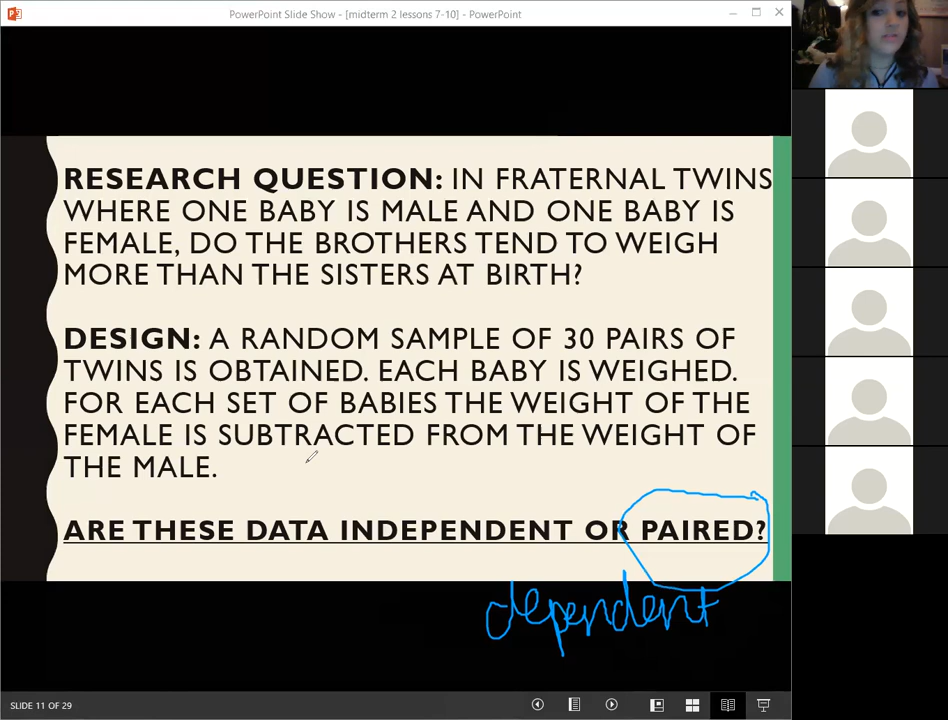 PowerPoint Slide Show - [midterm 2 lessons 7-10] - PowerPoint
RESEARCH QUESTION: IN FRATERNAL TWINS
WHERE ONE BABY IS MALE AND ONE BABY IS
FEMALE, DO THE BROTHERS TEND TO WEIGH
MORE THAN THE SISTERS AT BIRTH?
DESIGN: A RANDOM SAMPLE OF 30 PAIRS OF
TWINS IS OBTAINED. EACH BABY IS WEIGHED.
FOR EACH SET OF BABIES THE WEIGHT OF THE
FEMALE IS SUBTRACTED FROM THE WEIGHT OF
THE MALE.
ARE THESE DATA INDEPENDENT OR PAIRED?
dependent
SLIDE 11 OF 29